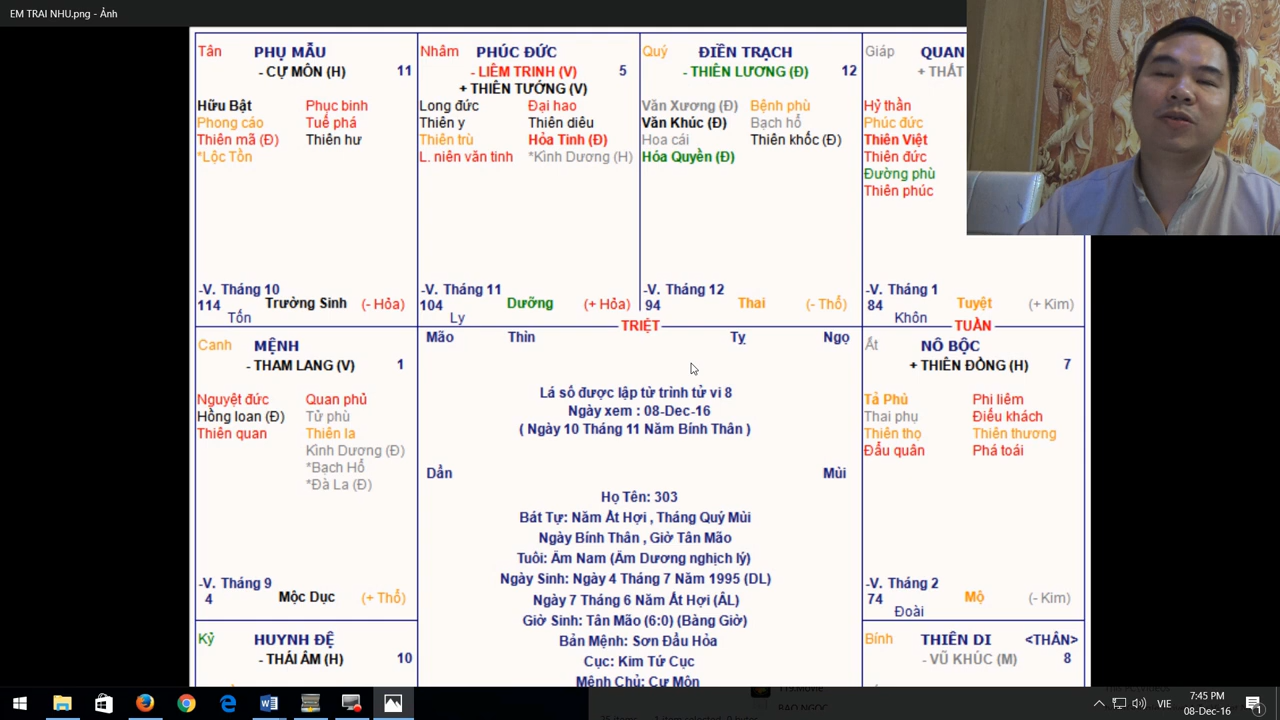 EM TRAI NHU.png - Ảnh
Tân PHỤ MẪU
- CỰ MÔN (H) 11
Hữu Bật Phục binh
Phong cáo Tuế phá
Thiên mã (Đ) Thiên hư
*Lộc Tồn
-V. Tháng 10
114 Trường Sinh (- Hỏa)
Tốn
Nhâm PHÚC ĐỨC
- LIÊM TRINH (V) 5
+ THIÊN TƯỚNG (V)
Long đức Đại hao
Thiên y Thiên diêu
Thiên trù Hỏa Tinh (Đ)
L. niên văn tinh *Kình Dương (H)
-V. Tháng 11
104 Dưỡng (+ Hỏa)
Ly
Quý ĐIỀN TRẠCH
- THIÊN LƯƠNG (Đ) 12
Văn Xương (Đ) Bệnh phù
Văn Khúc (Đ) Bạch hổ
Hoa cái Thiên khốc (Đ)
Hóa Quyền (Đ)
-V. Tháng 12
94 Thai (- Thổ)
Giáp QUAN
+ THẤT
Hỷ thần
Phúc đức
Thiên Việt
Thiên đức
Đường phù
Thiên phúc
-V. Tháng 1
84 Tuyệt (+ Kim)
Khôn
TRIỆT TUẦN
Canh MỆNH
- THAM LANG (V) 1
Nguyệt đức Quan phủ
Hồng loan (Đ) Tử phù
Thiên quan Thiên la
Kình Dương (Đ)
*Bạch Hổ
*Đà La (Đ)
-V. Tháng 9
4 Mộc Dục (+ Thổ)
Mão Thìn Tỵ Ngọ
Lá số được lập từ trình tử vi 8
Ngày xem : 08-Dec-16
( Ngày 10 Tháng 11 Năm Bính Thân )
Dần Mùi
Họ Tên: 303
Bát Tự: Năm Ất Hợi , Tháng Quý Mùi
Ngày Bính Thân , Giờ Tân Mão
Tuổi: Âm Nam (Âm Dương nghịch lý)
Ngày Sinh: Ngày 4 Tháng 7 Năm 1995 (DL)
Ngày 7 Tháng 6 Năm Ất Hợi (ÂL)
Giờ Sinh: Tân Mão (6:0) (Bàng Giờ)
Bản Mệnh: Sơn Đầu Hỏa
Cục: Kim Tứ Cục
Mệnh Chủ: Cự Môn
Ất NÔ BỘC
+ THIÊN ĐỒNG (H) 7
Tả Phù Phi liêm
Thai phụ Điếu khách
Thiên thọ Thiên thương
Đẩu quân Phá toái
-V. Tháng 2
74 Mộ (- Kim)
Đoài
Kỷ HUYNH ĐỆ
- THÁI ÂM (H) 10
Bính THIÊN DI <THÂN>
- VŨ KHÚC (M) 8
VIE
7:45 PM
08-Dec-16
1